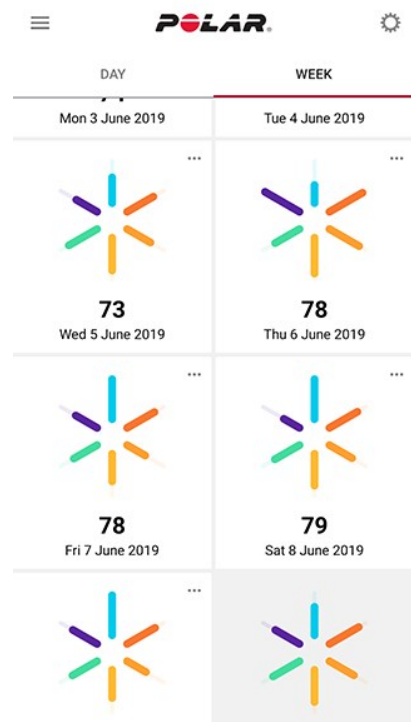 POLAR
DAY WEEK
Mon 3 June 2019 Tue 4 June 2019
73 78
Wed 5 June 2019 Thu 6 June 2019
78 79
Fri 7 June 2019 Sat 8 June 2019